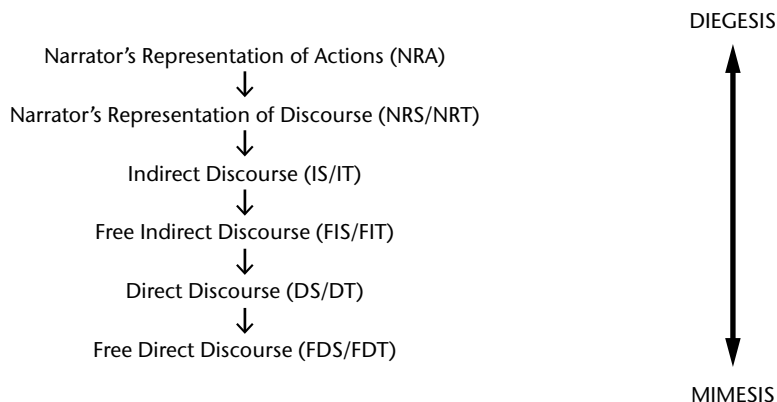 DIEGESIS
Narrator’s Representation of Actions (NRA)
Narrator’s Representation of Discourse (NRS/NRT)
Indirect Discourse (IS/IT)
Free Indirect Discourse (FIS/FIT)
Direct Discourse (DS/DT)
Free Direct Discourse (FDS/FDT)
MIMESIS